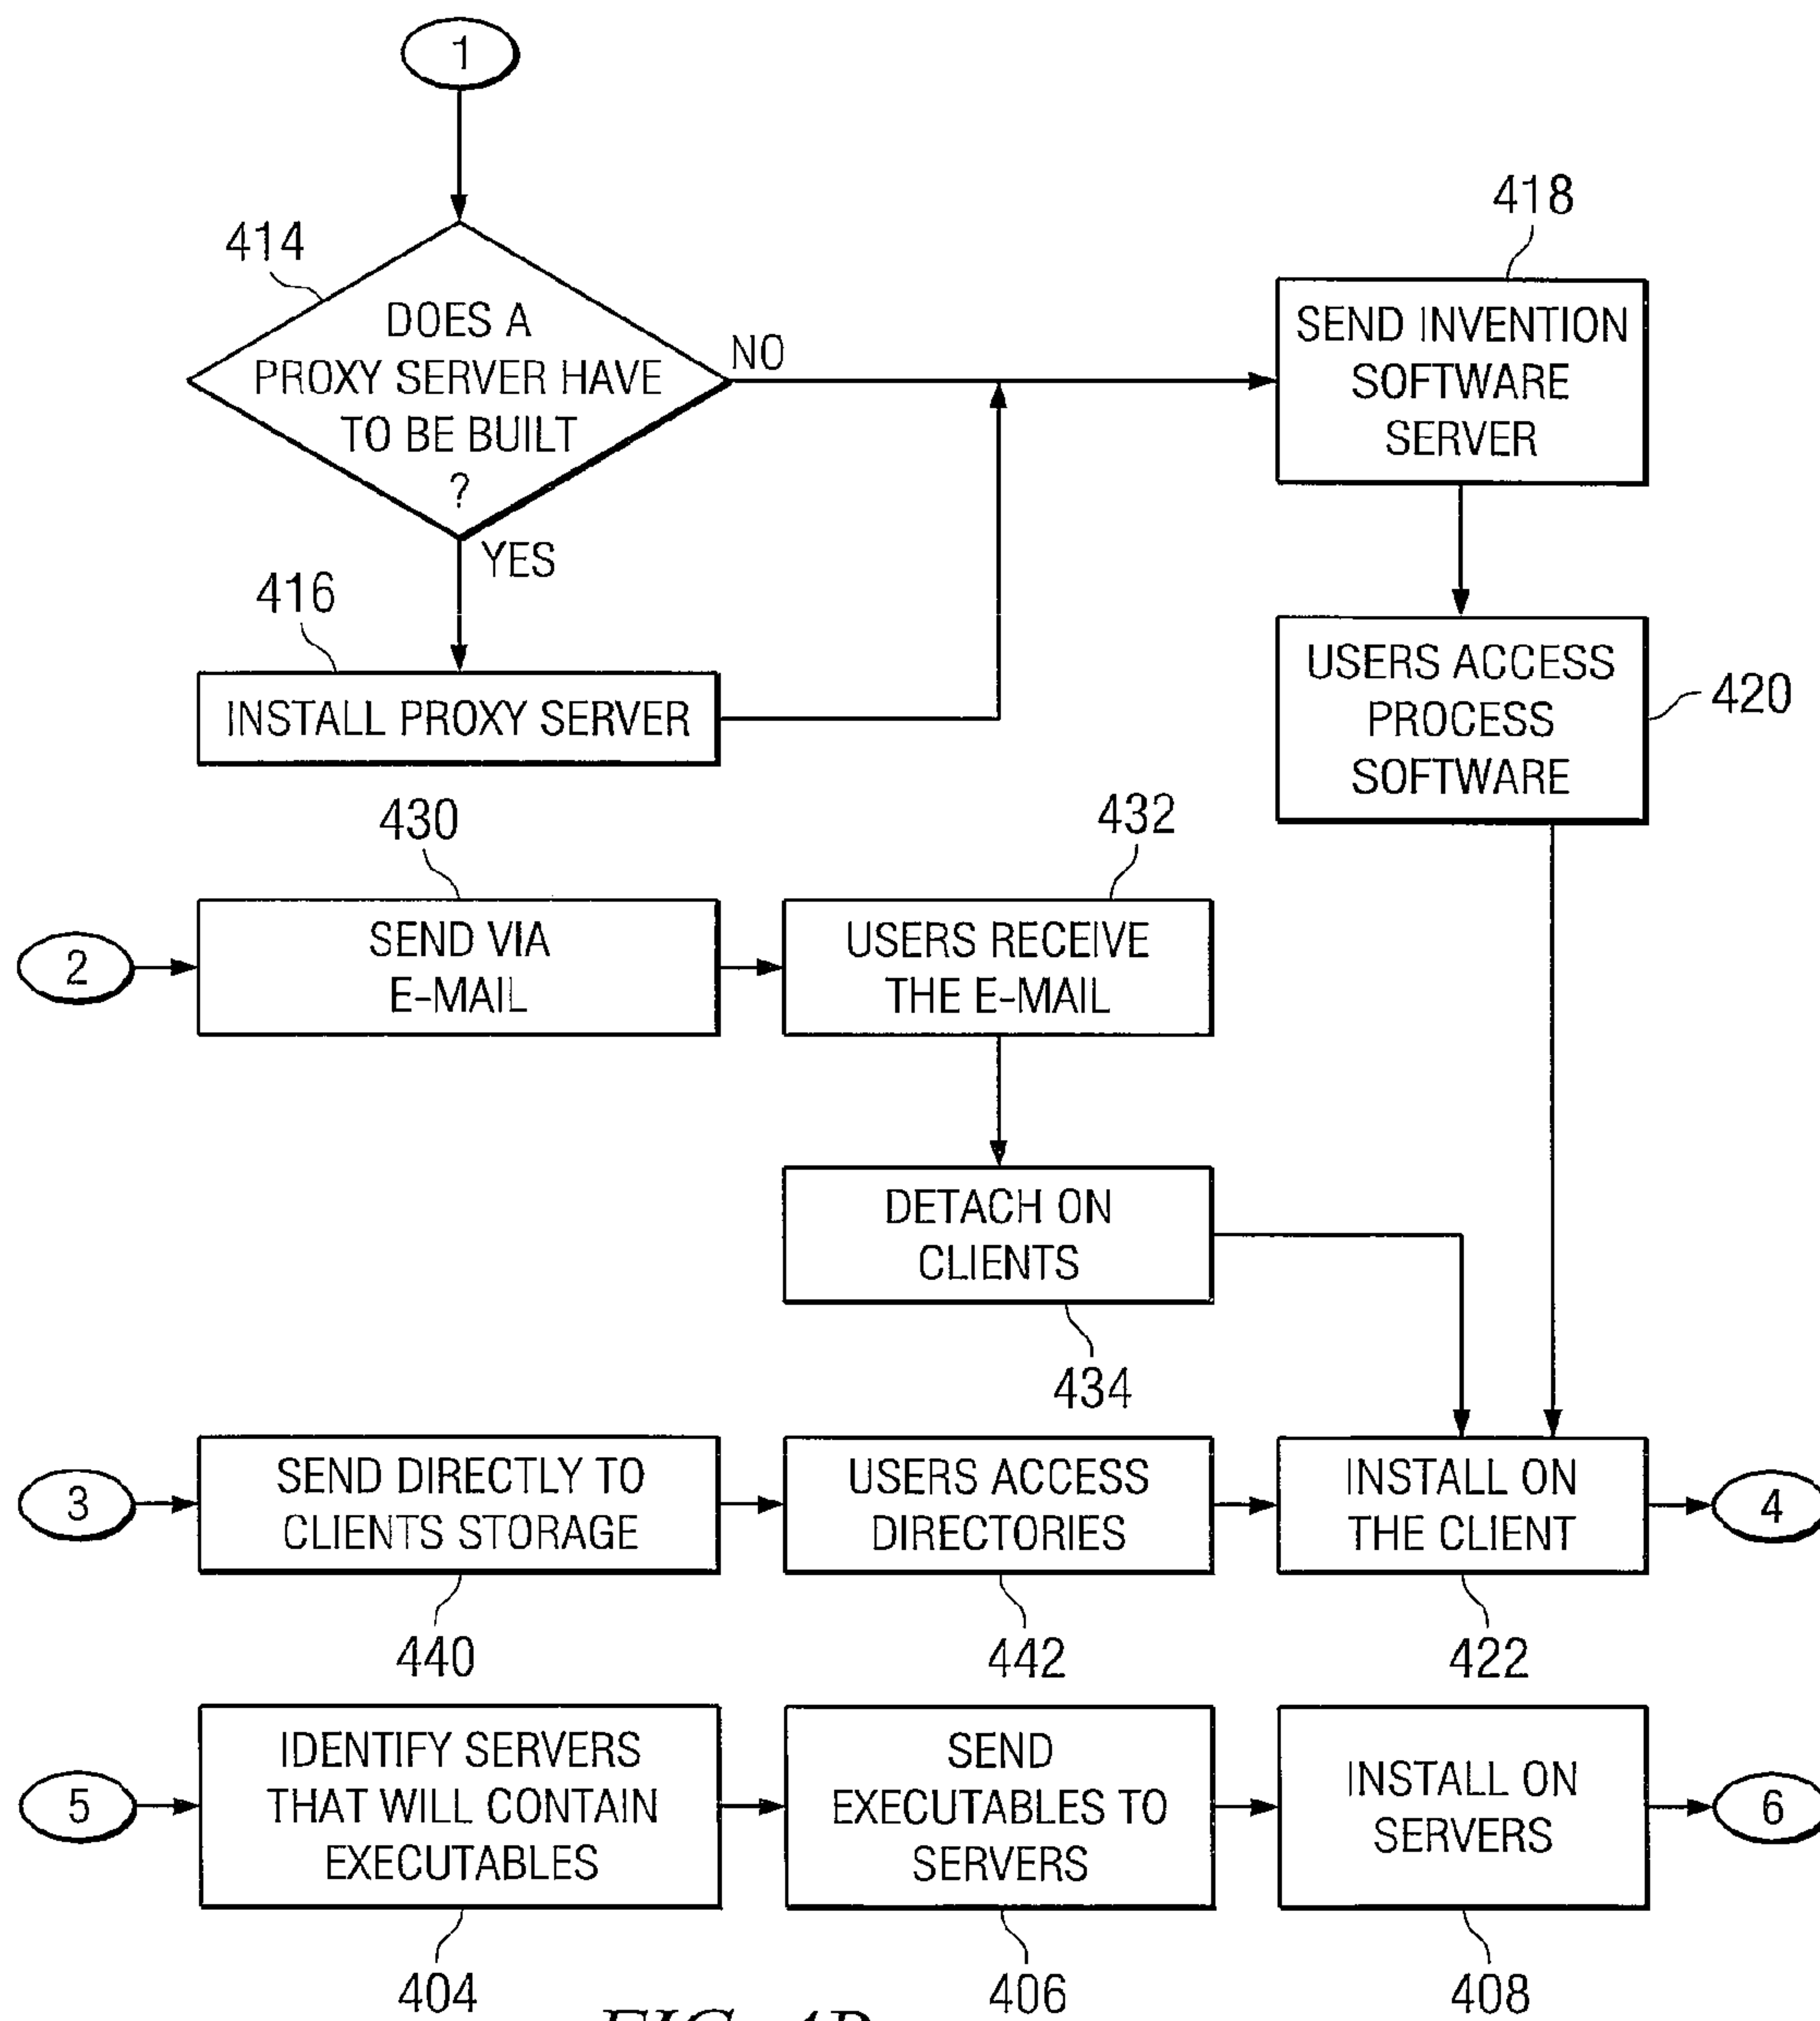 1
414
DOES A
PROXY SERVER HAVE
TO BE BUILT
?
NO
YES
418
SEND INVENTION
SOFTWARE
SERVER
416
INSTALL PROXY SERVER
USERS ACCESS
PROCESS
SOFTWARE
420
430
432
2
SEND VIA
E-MAIL
USERS RECEIVE
THE E-MAIL
DETACH ON
CLIENTS
434
3
SEND DIRECTLY TO
CLIENTS STORAGE
USERS ACCESS
DIRECTORIES
INSTALL ON
THE CLIENT
4
440
442
422
5
IDENTIFY SERVERS
THAT WILL CONTAIN
EXECUTABLES
SEND
EXECUTABLES TO
SERVERS
INSTALL ON
SERVERS
6
404
406
408